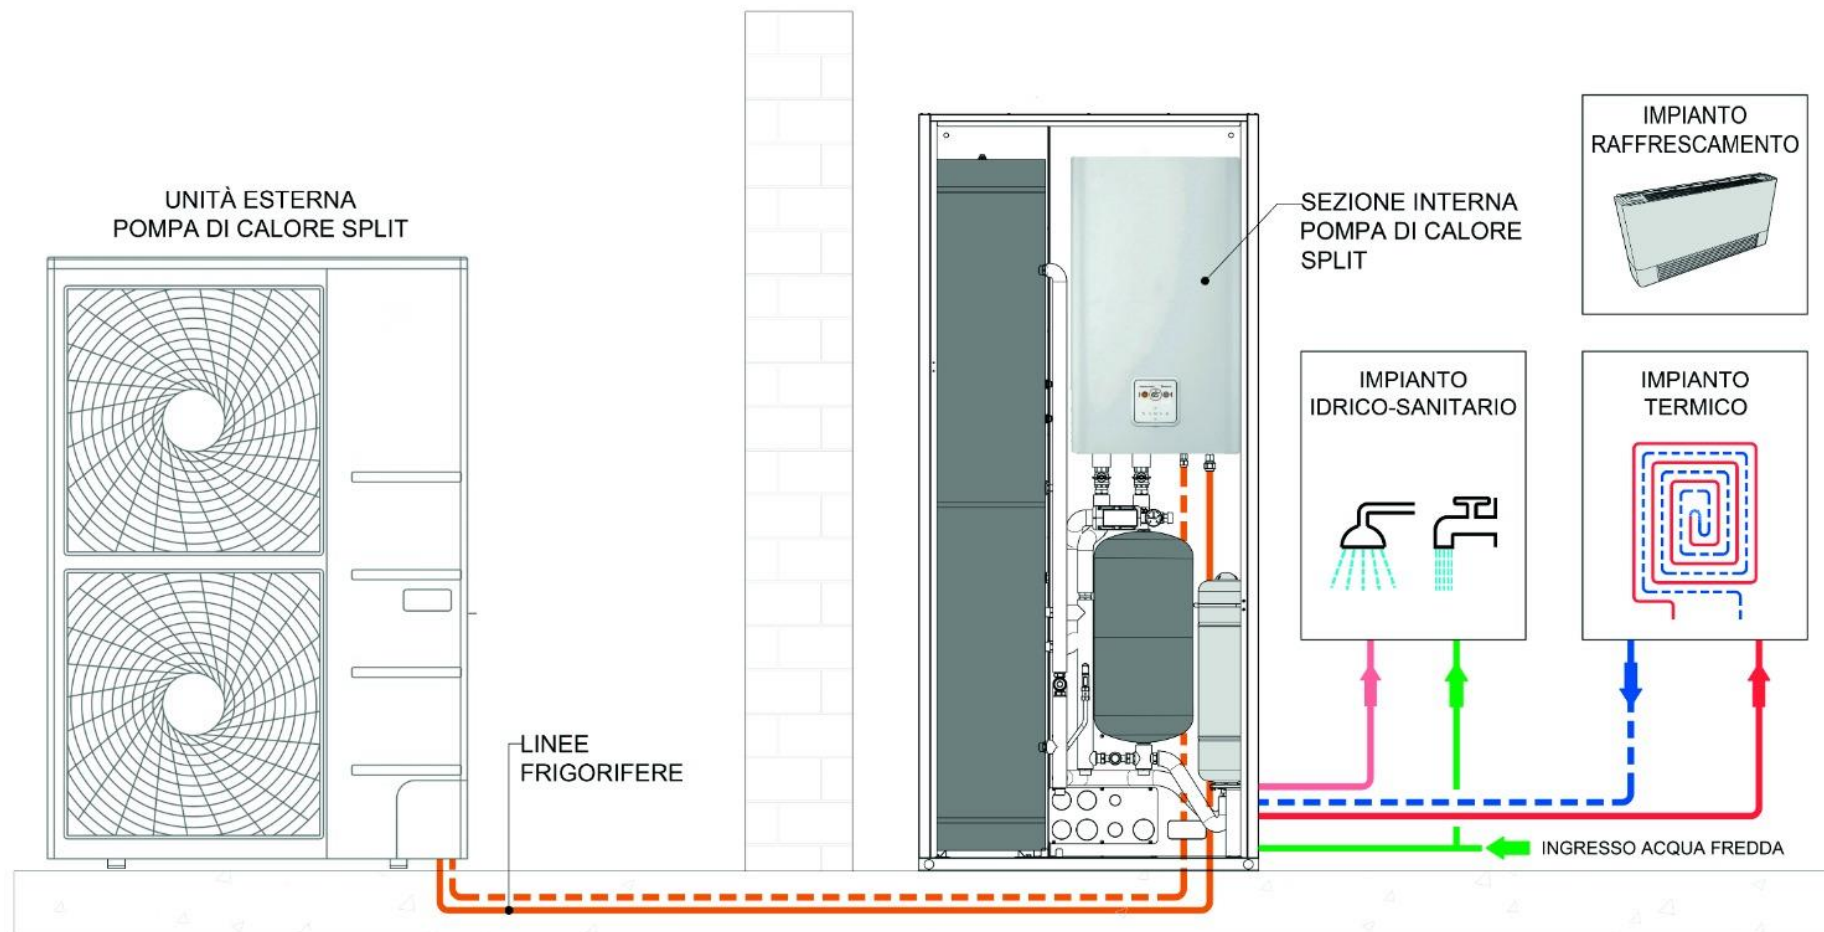 UNITÀ ESTERNA
POMPA DI CALORE SPLIT
LINEE
FRIGORIFERE
SEZIONE INTERNA
POMPA DI CALORE
SPLIT
IMPIANTO
RAFFRESCAMENTO
IMPIANTO
IDRICO-SANITARIO
IMPIANTO
TERMICO
INGRESSO ACQUA FREDDA